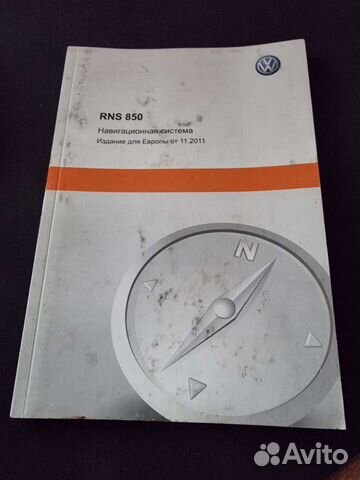 RNS 850
Навигационная система
Издание для Европы от 11.2011
N
Avito